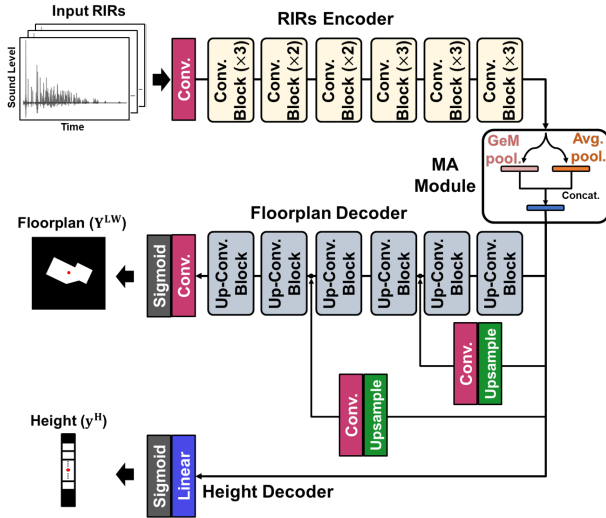 Input RIRs
Sound Level
Time
RIRs Encoder
Conv.
Conv. Block (×3)
Conv. Block (×2)
Conv. Block (×2)
Conv. Block (×3)
Conv. Block (×3)
Conv. Block (×3)
MA
Module
GeM
pool.
Avg.
pool.
Concat.
Floorplan Decoder
Floorplan (Y^LW)
Sigmoid
Conv.
Up-Conv. Block
Up-Conv. Block
Up-Conv. Block
Up-Conv. Block
Up-Conv. Block
Up-Conv. Block
Conv.
Upsample
Conv.
Upsample
Height (y^H)
Sigmoid
Linear
Height Decoder